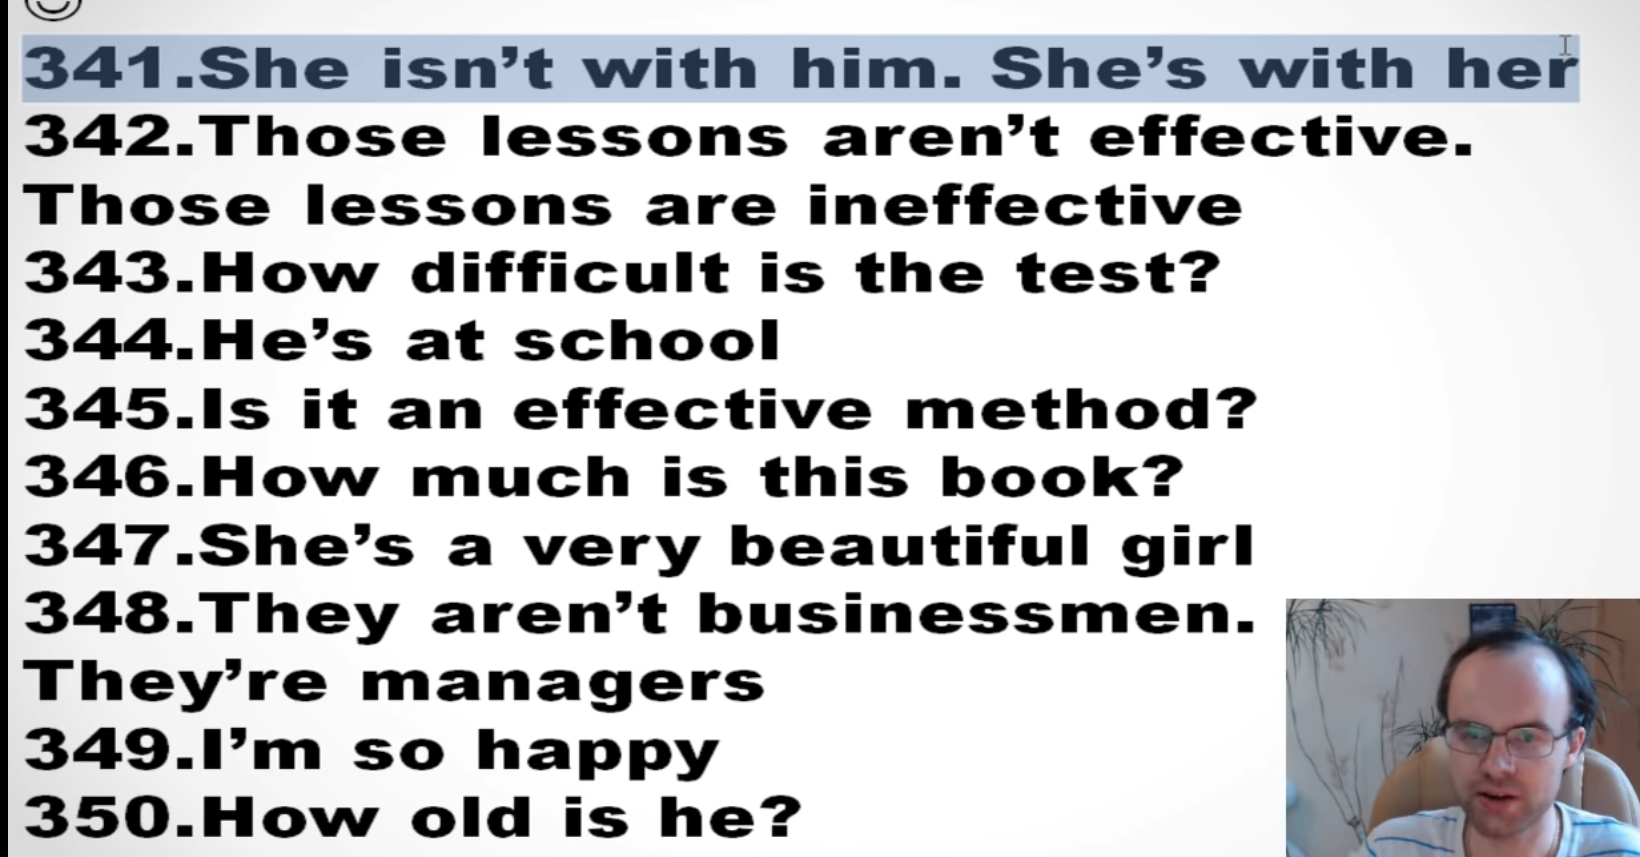 341.She isn’t with him. She’s with her
342.Those lessons aren’t effective.
Those lessons are ineffective
343.How difficult is the test?
344.He’s at school
345.Is it an effective method?
346.How much is this book?
347.She’s a very beautiful girl
348.They aren’t businessmen.
They’re managers
349.I’m so happy
350.How old is he?